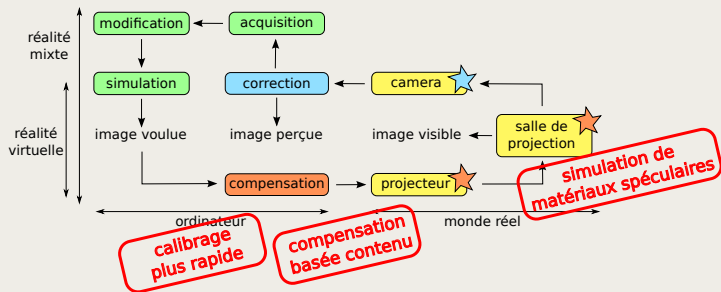 modification
acquisition
réalité
mixte
simulation
correction
camera
réalité
virtuelle
image voulue
image perçue
image visible
salle de
projection
compensation
projecteur
simulation de
matériaux spéculaires
ordinateur
monde réel
calibrage
plus rapide
compensation
basée contenu